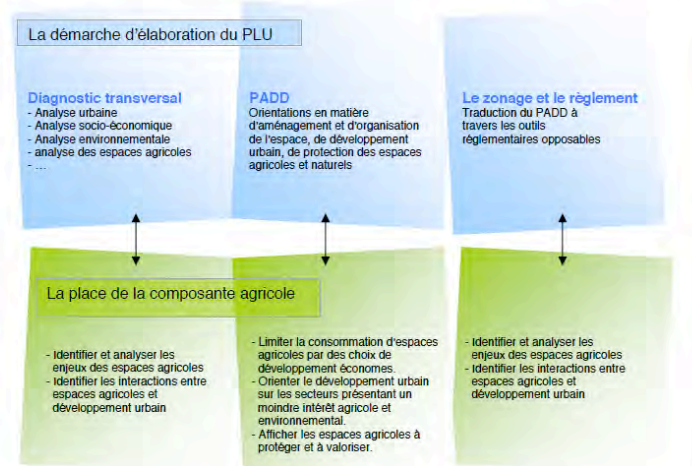 La démarche d'élaboration du PLU
Diagnostic transversal
- Analyse urbaine
- Analyse socio-économique
- Analyse environnementale
- analyse des espaces agricoles
- ...
PADD
Orientations en matière
d'aménagement et d'organisation
de l'espace, de développement
urbain, de protection des espaces
agricoles et naturels
Le zonage et le règlement
Traduction du PADD à
travers les outils
règlementaires opposables
La place de la composante agricole
- Identifier et analyser les
enjeux des espaces agricoles
- Identifier les interactions entre
espaces agricoles et
développement urbain
- Limiter la consommation d'espaces
agricoles par des choix de
développement économes.
- Orienter le développement urbain
sur les secteurs présentant un
moindre intérêt agricole et
environnemental.
- Afficher les espaces agricoles à
protéger et à valoriser.
- Identifier et analyser les
enjeux des espaces agricoles
- Identifier les interactions entre
espaces agricoles et
développement urbain